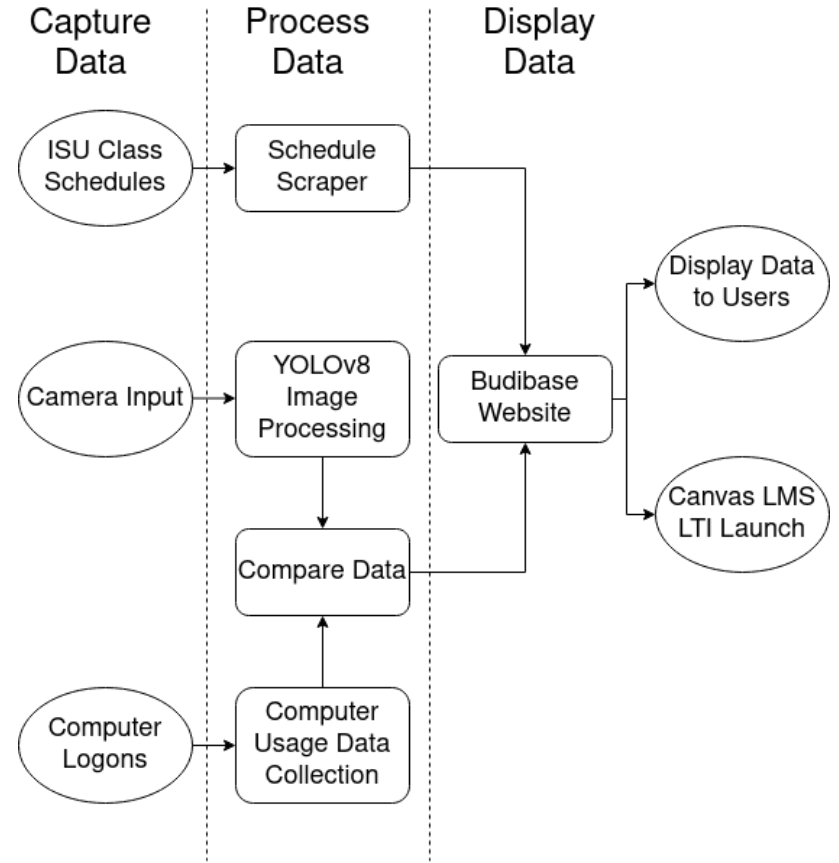 Capture
Data
Process
Data
Display
Data
ISU Class
Schedules
Schedule
Scraper
Display Data
to Users
Camera Input
YOLOv8
Image
Processing
Budibase
Website
Canvas LMS
LTI Launch
Compare Data
Computer
Logons
Computer
Usage Data
Collection